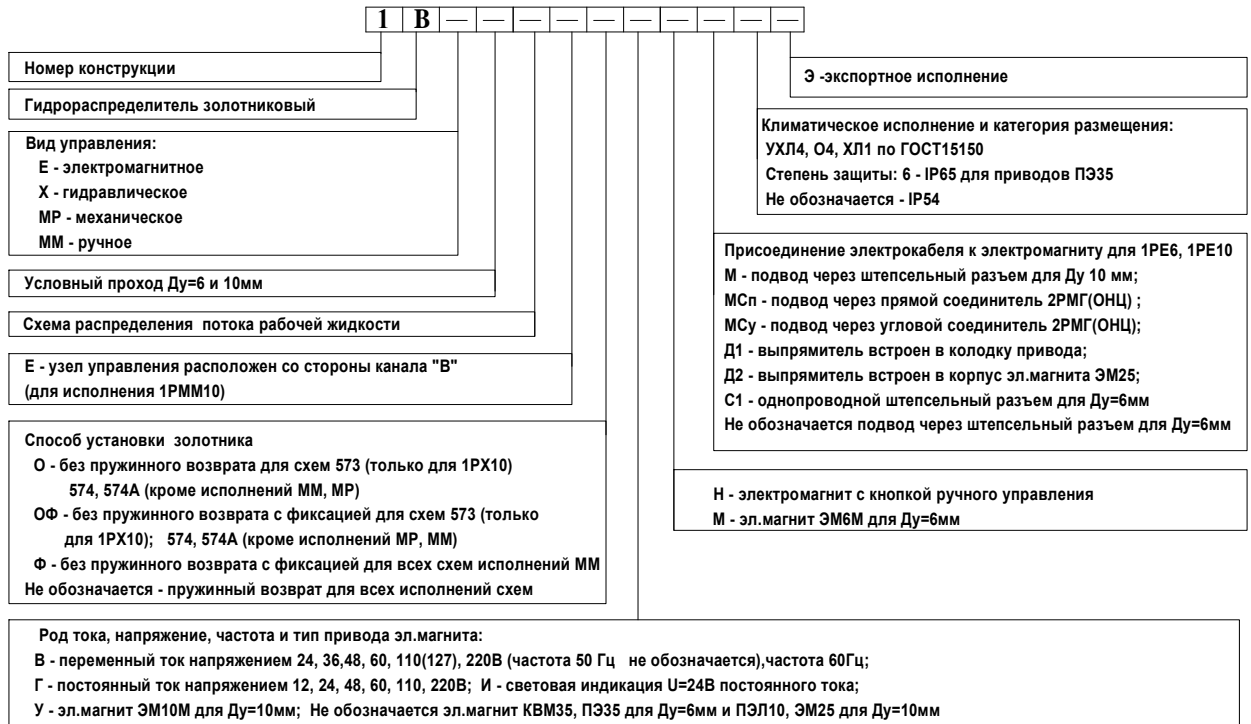 1 В — — — — — — — — — —
Номер конструкции
Гидрораспределитель золотниковый
Вид управления:
Е - электромагнитное
Х - гидравлическое
МР - механическое
ММ - ручное
Условный проход Ду=6 и 10мм
Схема распределения потока рабочей жидкости
Е - узел управления расположен со стороны канала "В"
(для исполнения 1РММ10)
Способ установки золотника
О - без пружинного возврата для схем 573 (только для 1РХ10)
574, 574А (кроме исполнений ММ, МР)
ОФ - без пружинного возврата с фиксацией для схем 573 (только
для 1РХ10); 574, 574А (кроме исполнений МР, ММ)
Ф - без пружинного возврата с фиксацией для всех схем исполнений ММ
Не обозначается - пружинный возврат для всех исполнений схем
Э -экспортное исполнение
Климатическое исполнение и категория размещения:
УХЛ4, О4, ХЛ1 по ГОСТ15150
Степень защиты: 6 - IP65 для приводов ПЭ35
Не обозначается - IP54
Присоединение электрокабеля к электромагниту для 1РЕ6, 1РЕ10
М - подвод через штепсельный разъем для Ду 10 мм;
МСп - подвод через прямой соединитель 2РМГ(ОНЦ) ;
МСу - подвод через угловой соединитель 2РМГ(ОНЦ);
Д1 - выпрямитель встроен в колодку привода;
Д2 - выпрямитель встроен в корпус эл.магнита ЭМ25;
С1 - однопроводной штепсельный разъем для Ду=6мм
Не обозначается подвод через штепсельный разъем для Ду=6мм
Н - электромагнит с кнопкой ручного управления
М - эл.магнит ЭМ6М для Ду=6мм
Род тока, напряжение, частота и тип привода эл.магнита:
В - переменный ток напряжением 24, 36,48, 60, 110(127), 220В (частота 50 Гц не обозначается),частота 60Гц;
Г - постоянный ток напряжением 12, 24, 48, 60, 110, 220В; И - световая индикация U=24В постоянного тока;
У - эл.магнит ЭМ10М для Ду=10мм; Не обозначается эл.магнит КВМ35, ПЭ35 для Ду=6мм и ПЭЛ10, ЭМ25 для Ду=10мм